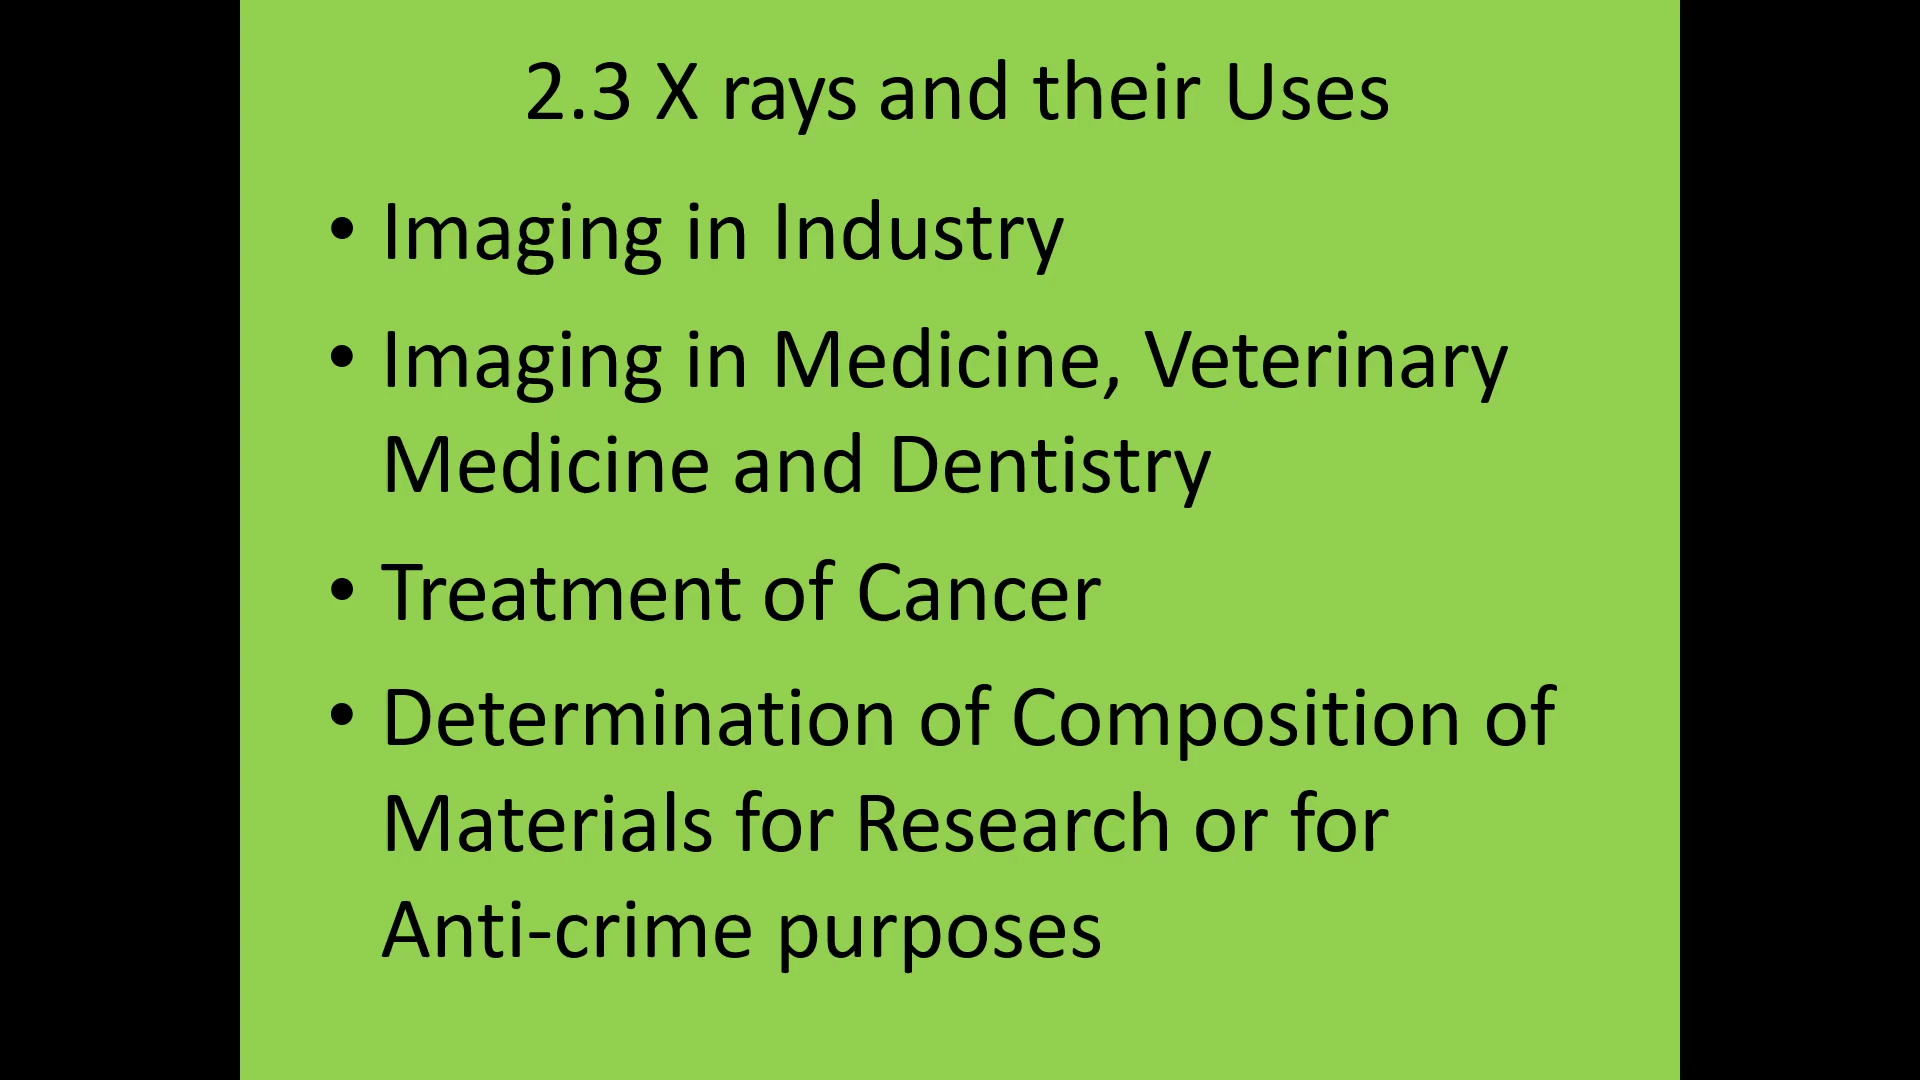 2.3 X rays and their Uses
• Imaging in Industry
• Imaging in Medicine, Veterinary
Medicine and Dentistry
• Treatment of Cancer
• Determination of Composition of
Materials for Research or for
Anti-crime purposes